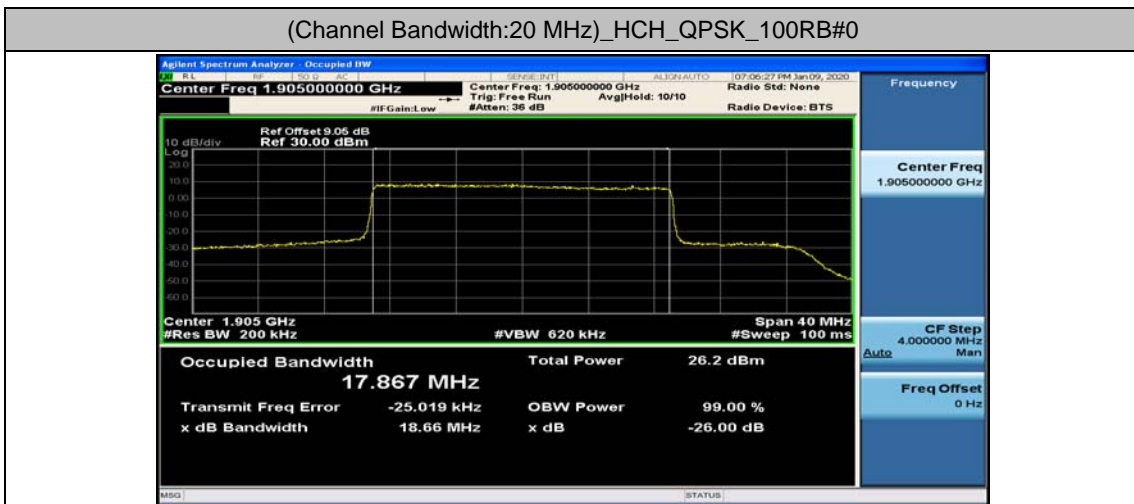 (Channel Bandwidth:20 MHz)_HCH_QPSK_100RB#0
Agilent Spectrum Analyzer - Occupied BW
RL RF 50 Ω AC SENSE:INT ALIGNAUTO 07:06:27 PM Jan 09, 2020
Center Freq 1.905000000 GHz
Center Freq: 1.905000000 GHz
Radio Std: None
Trig: Free Run Avg|Hold: 10/10
#IFGain:Low #Atten: 36 dB Radio Device: BTS
Ref Offset 9.05 dB
10 dB/div Ref 30.00 dBm
Log
20.0
10.0
0.00
-10.0
-20.0
-30.0
-40.0
-50.0
-60.0
Center 1.905 GHz Span 40 MHz
#Res BW 200 kHz #VBW 620 kHz #Sweep 100 ms
Occupied Bandwidth Total Power 26.2 dBm
17.867 MHz
Transmit Freq Error -25.019 kHz OBW Power 99.00 %
x dB Bandwidth 18.66 MHz x dB -26.00 dB
MSG STATUS
Frequency
Center Freq
1.905000000 GHz
CF Step
4.000000 MHz
Auto Man
Freq Offset
0 Hz